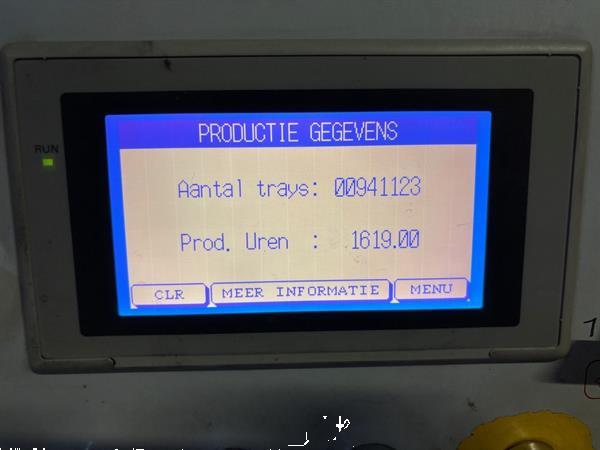 RUN
PRODUCTIE GEGEVENS
Aantal trays: 00941123
Prod. Uren : 1619.00
CLR MEER INFORMATIE MENU